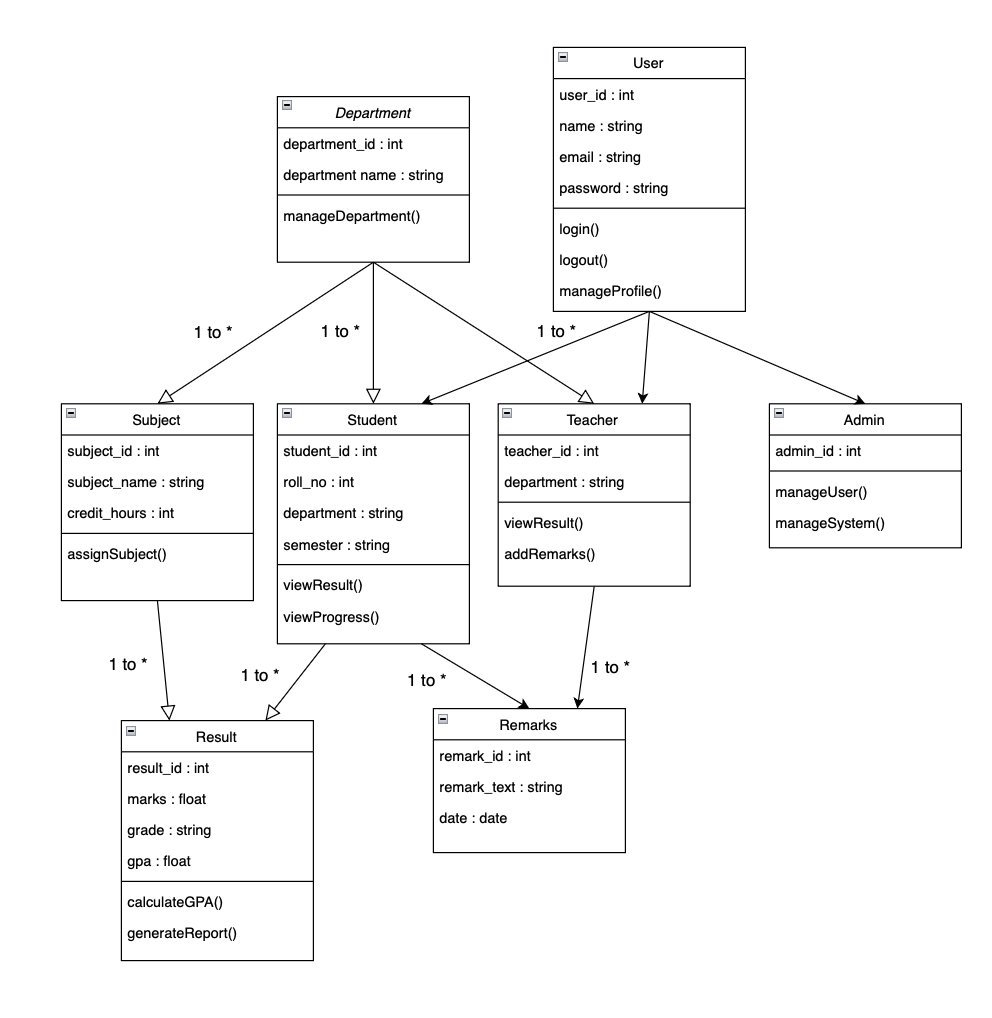 User
user_id : int
name : string
email : string
password : string
login()
logout()
manageProfile()
Department
department_id : int
department name : string
manageDepartment()
1 to *
1 to *
1 to *
Subject
subject_id : int
subject_name : string
credit_hours : int
assignSubject()
Student
student_id : int
roll_no : int
department : string
semester : string
viewResult()
viewProgress()
Teacher
teacher_id : int
department : string
viewResult()
addRemarks()
Admin
admin_id : int
manageUser()
manageSystem()
1 to *
1 to *
1 to *
1 to *
Result
result_id : int
marks : float
grade : string
gpa : float
calculateGPA()
generateReport()
Remarks
remark_id : int
remark_text : string
date : date